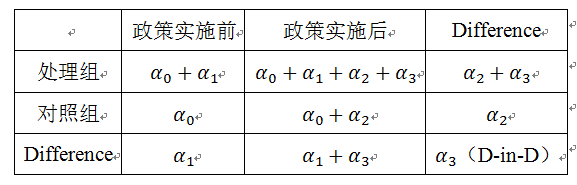 政策实施前 政策实施后 Difference
处理组 α₀ + α₁ α₀ + α₁ + α₂ + α₃ α₂ + α₃
对照组 α₀ α₀ + α₂ α₂
Difference α₁ α₁ + α₃ α₃（D-in-D）